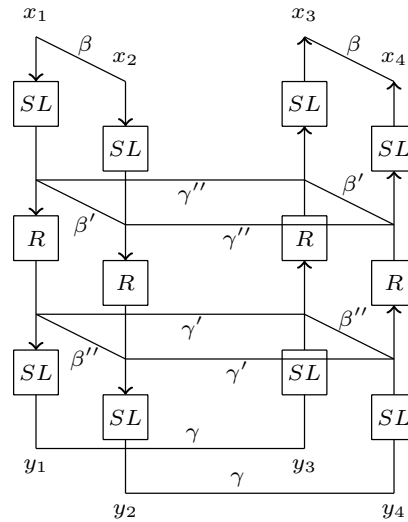 x₁ x₃
β x₂ β x₄
SL SL
SL SL
γ''
β' γ'' β'
R R
R R
γ' β''
β'' γ'
SL SL
SL SL
γ
y₁ y₃
γ
y₂ y₄